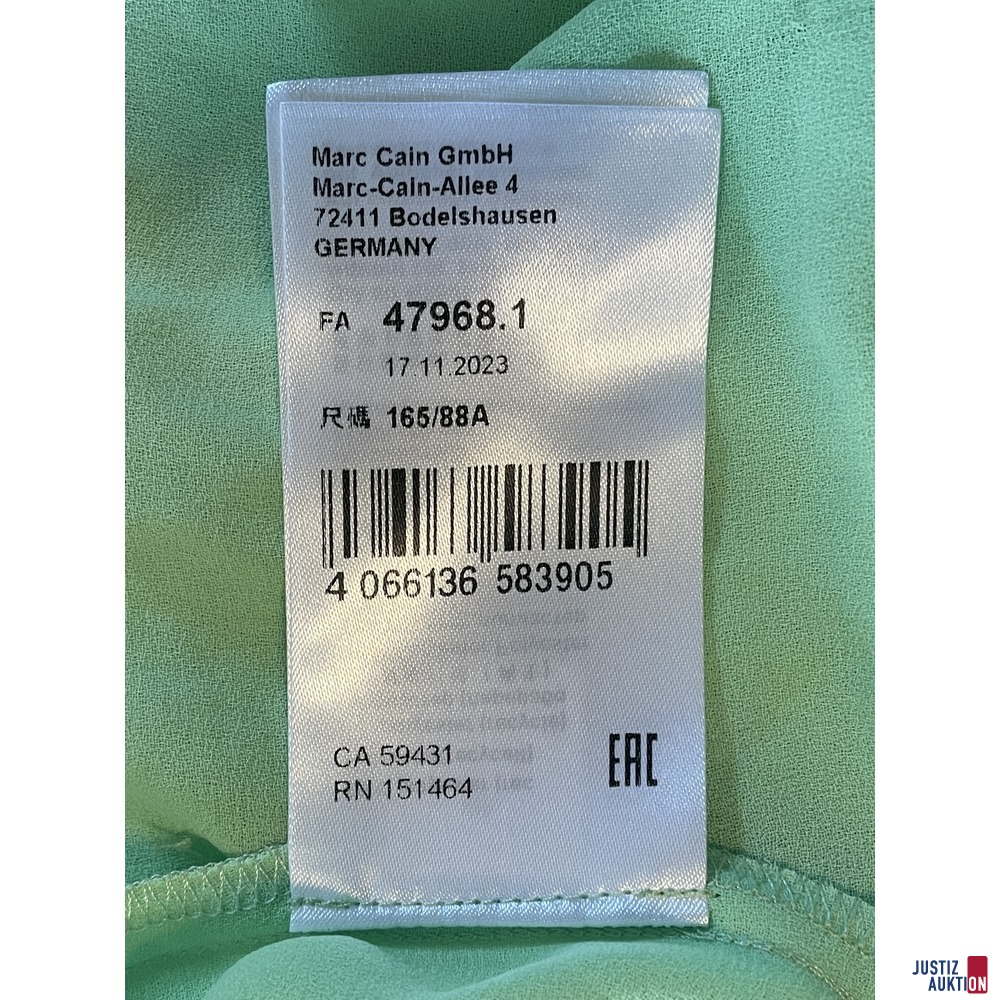 Marc Cain GmbH
Marc-Cain-Allee 4
72411 Bodelshausen
GERMANY
FA 47968.1
17.11.2023
尺碼 165/88A
4 066136 583905
CA 59431
RN 151464
EAC
JUSTIZ
AUKTION